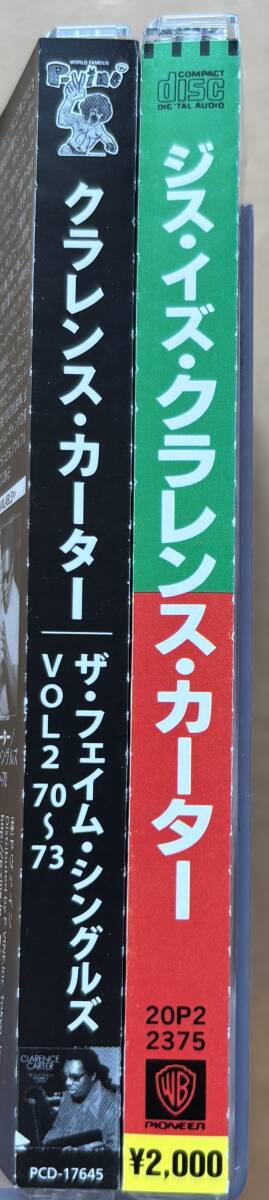 WORLD FAMOUS
P-VINE
クラレンス・カーター
ザ・フェイム・シングルズ
VOL2 70〜73
CLARENCE
CARTER
PCD-17645
COMPACT
disc
DIGITAL AUDIO
ジス・イズ・クラレンス・カーター
20P2
2375
WB
PIONEER
¥2,000